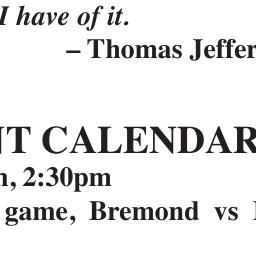 I have of it.
– Thomas Jeffer
NT CALENDAR
n, 2:30pm
game, Bremond vs